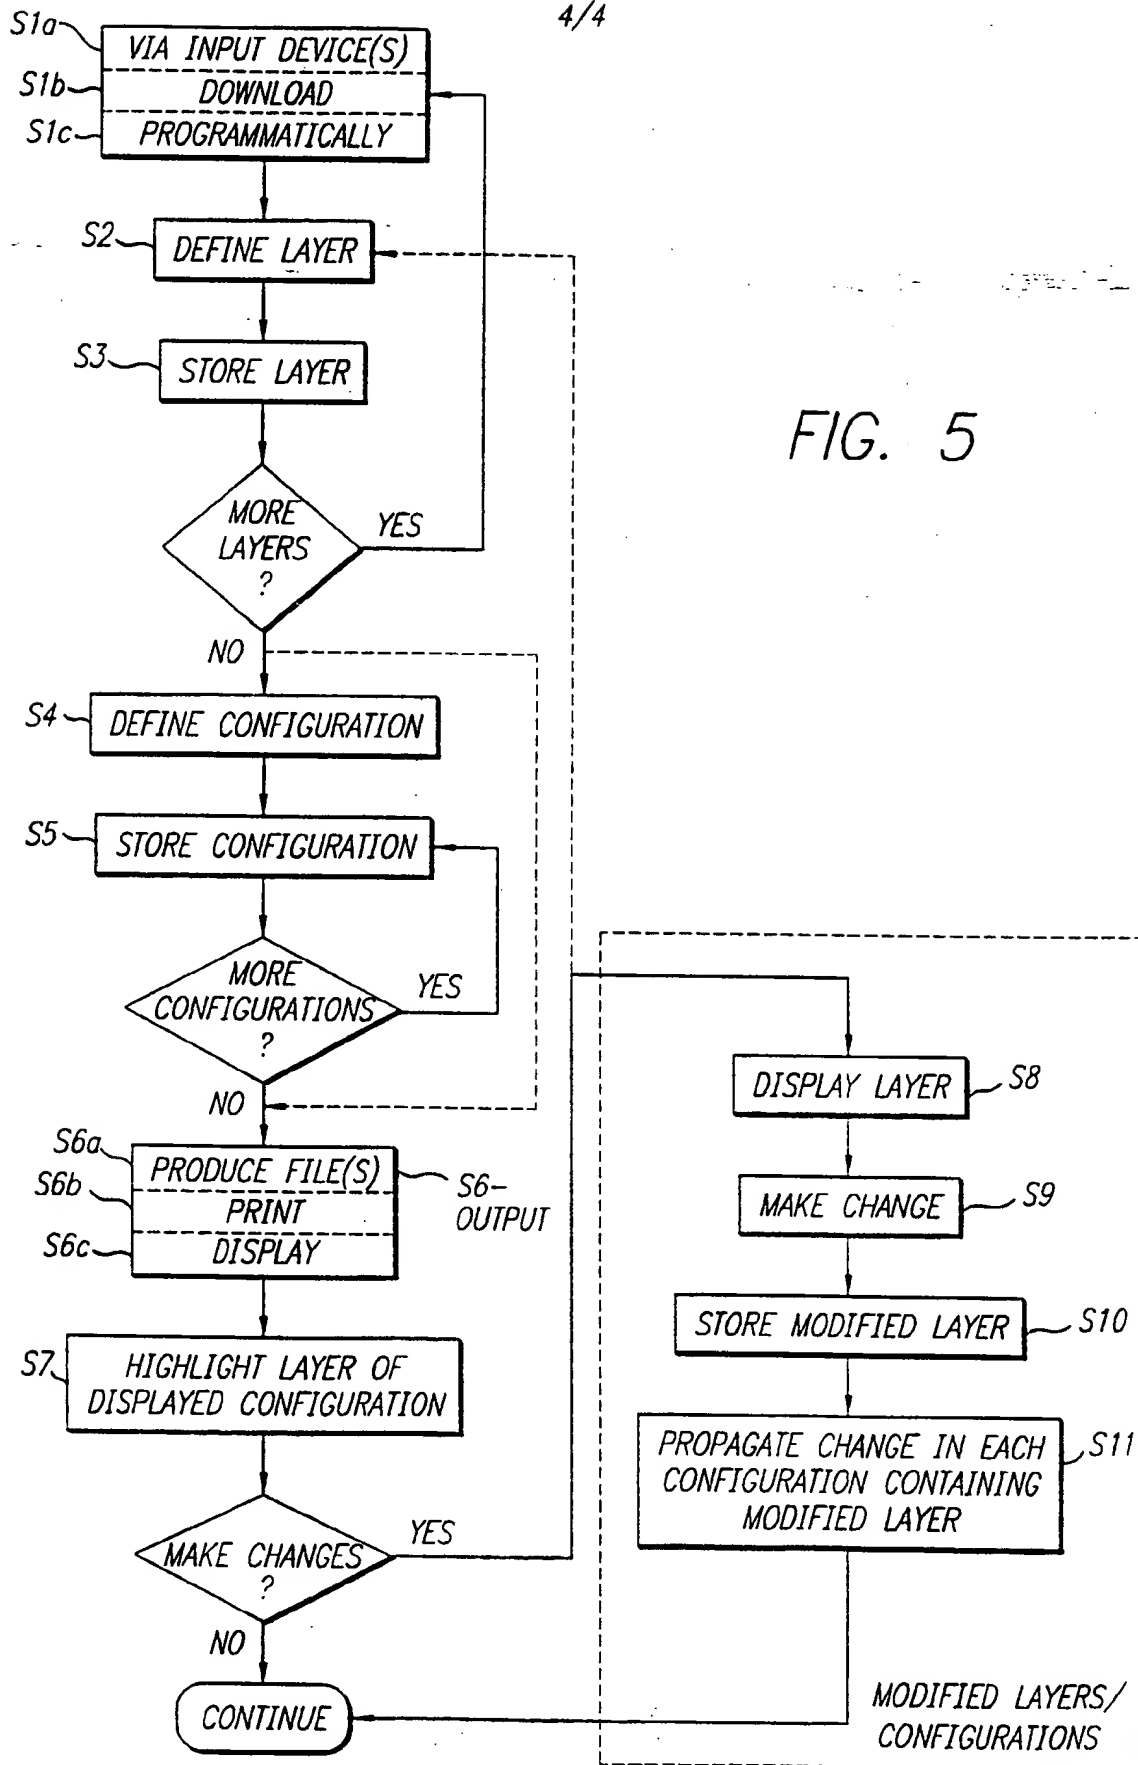 4/4
S1a
VIA INPUT DEVICE(S)
S1b
DOWNLOAD
S1c
PROGRAMMATICALLY
S2
DEFINE LAYER
S3
STORE LAYER
FIG. 5
MORE
LAYERS
?
YES
NO
S4
DEFINE CONFIGURATION
S5
STORE CONFIGURATION
MORE
CONFIGURATIONS
?
YES
NO
S6a
PRODUCE FILE(S)
S6b
PRINT
S6c
DISPLAY
S6-
OUTPUT
S7
HIGHLIGHT LAYER OF
DISPLAYED CONFIGURATION
MAKE CHANGES
?
YES
NO
CONTINUE
DISPLAY LAYER
S8
MAKE CHANGE
S9
STORE MODIFIED LAYER
S10
PROPAGATE CHANGE IN EACH
CONFIGURATION CONTAINING
MODIFIED LAYER
S11
MODIFIED LAYERS/
CONFIGURATIONS